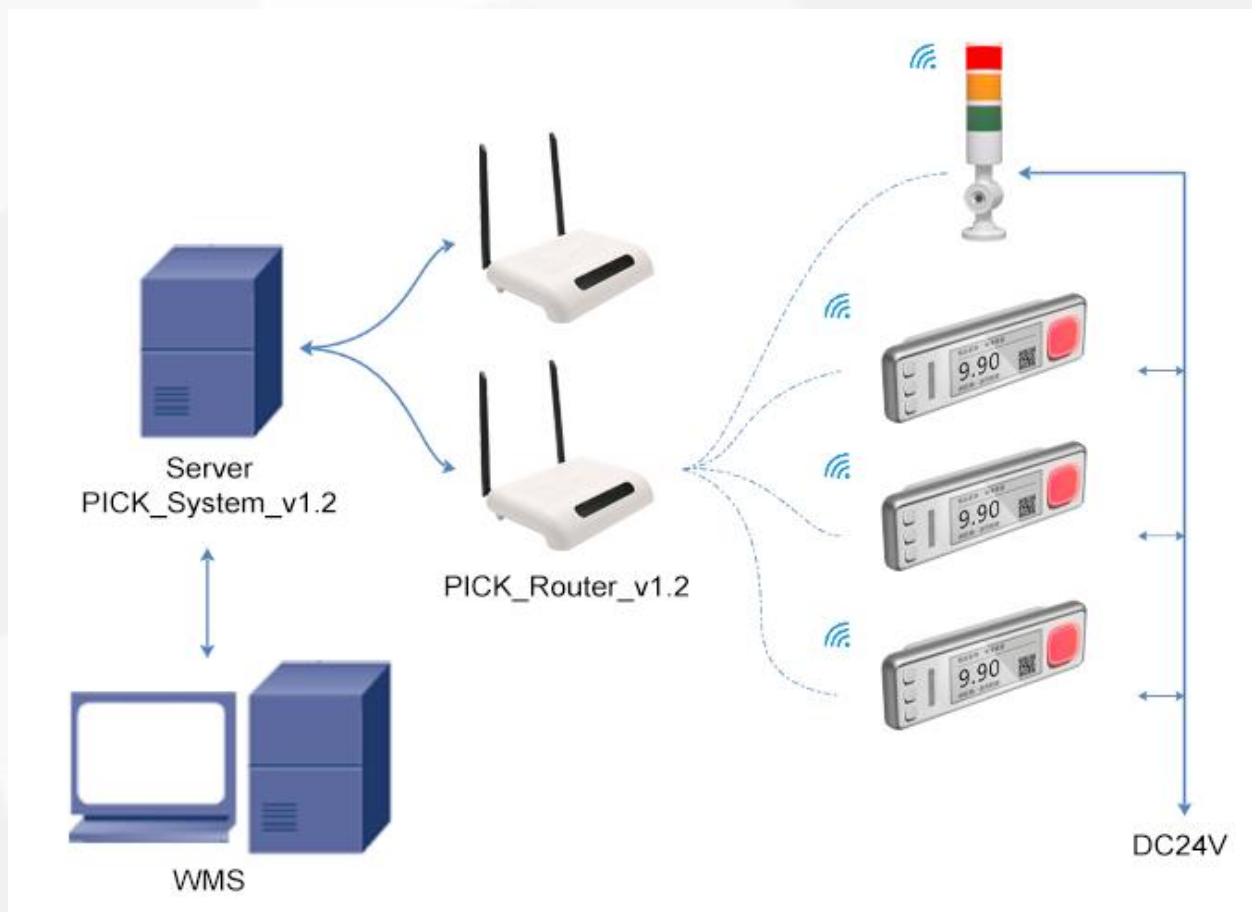 Server
PICK_System_v1.2
PICK_Router_v1.2
WMS
9.90
9.90
9.90
DC24V